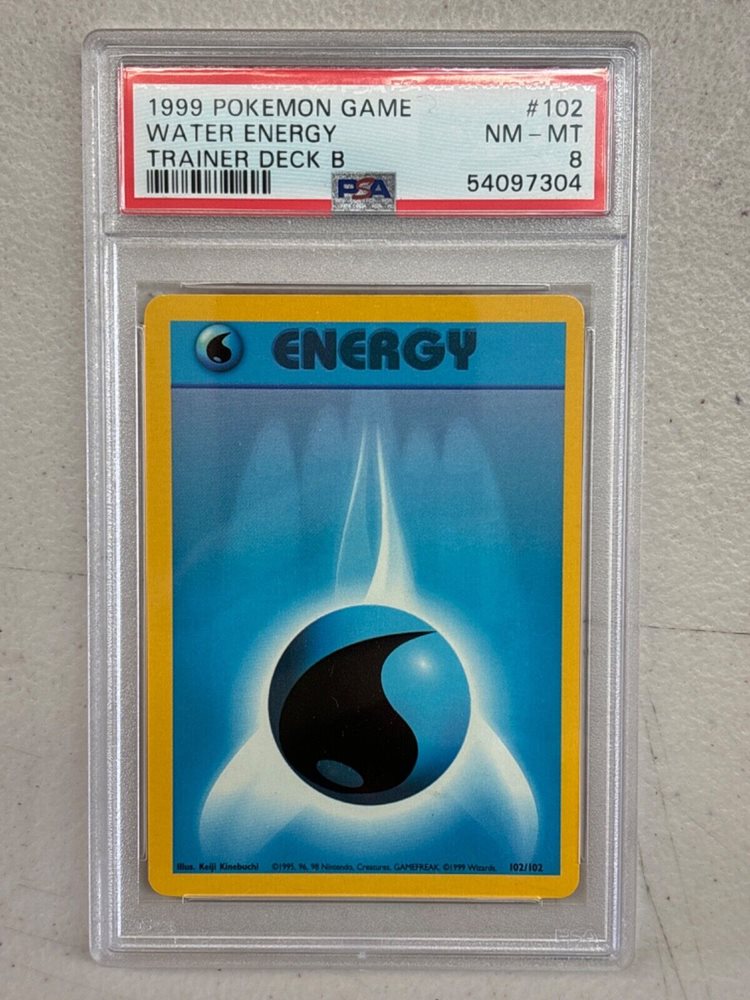 1999 POKEMON GAME #102
WATER ENERGY NM - MT
TRAINER DECK B 8
PSA 54097304
ENERGY
Illus. Keiji Kinebuchi ©1995, 96, 98 Nintendo, Creatures, GAMEFREAK, ©1999 Wizards. 102/102
PSA